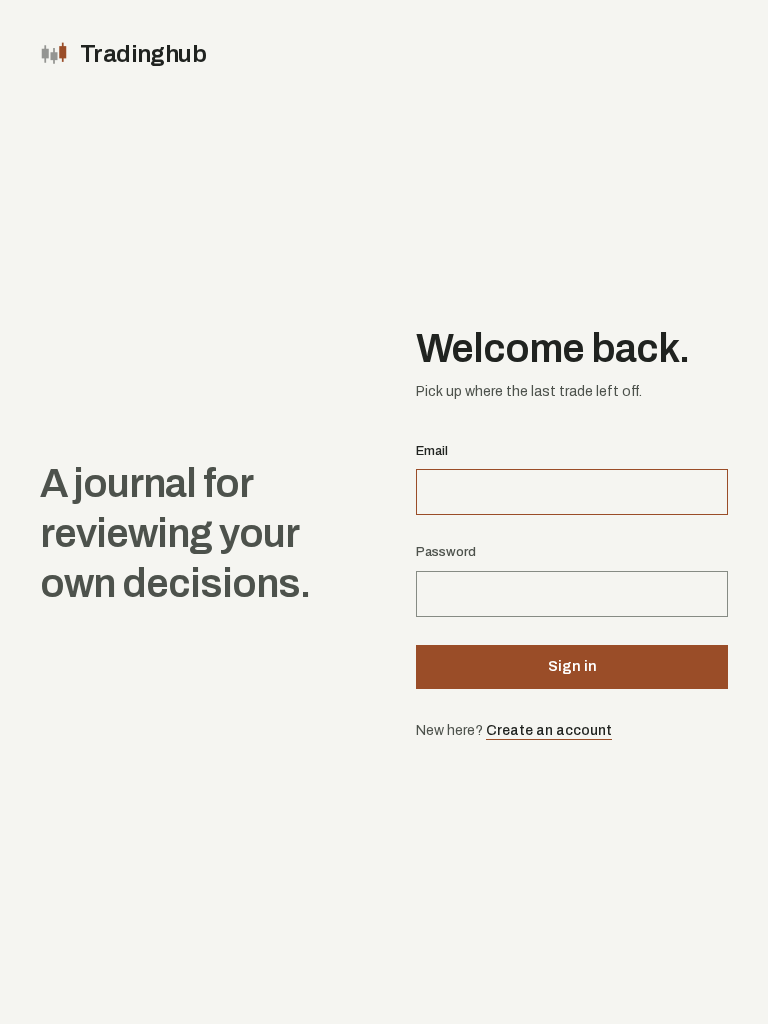 Tradinghub
A journal for
reviewing your
own decisions.
Welcome back.
Pick up where the last trade left off.
Email
Password
Sign in
New here? Create an account